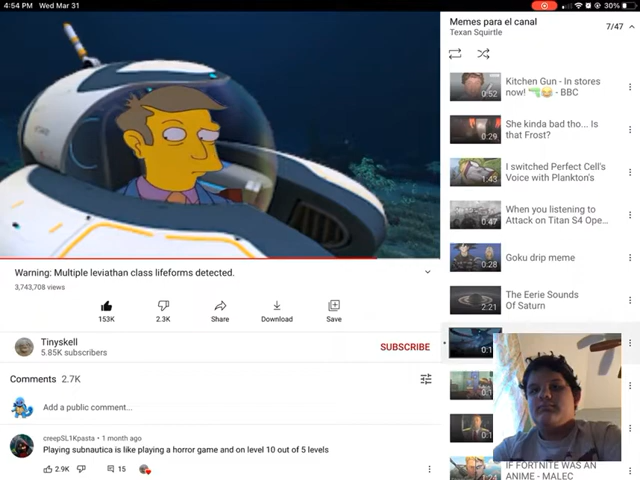 4:54 PM Wed Mar 31
30%
Memes para el canal
Texan Squirtle
7/47
Kitchen Gun - In stores
now! 🔫😂 - BBC
0:52
She kinda bad tho... Is
that Frost?
0:29
I switched Perfect Cell's
Voice with Plankton's
1:43
When you listening to
Attack on Titan S4 Ope...
0:47
Goku drip meme
0:28
The Eerie Sounds
Of Saturn
2:21
IF FORTNITE WAS AN
ANIME - MALEC
Warning: Multiple leviathan class lifeforms detected.
3,743,708 views
153K
2.3K
Share
Download
Save
Tinyskell
5.85K subscribers
SUBSCRIBE
Comments 2.7K
Add a public comment...
creepSL1Kpasta • 1 month ago
Playing subnautica is like playing a horror game and on level 10 out of 5 levels
2.9K
15